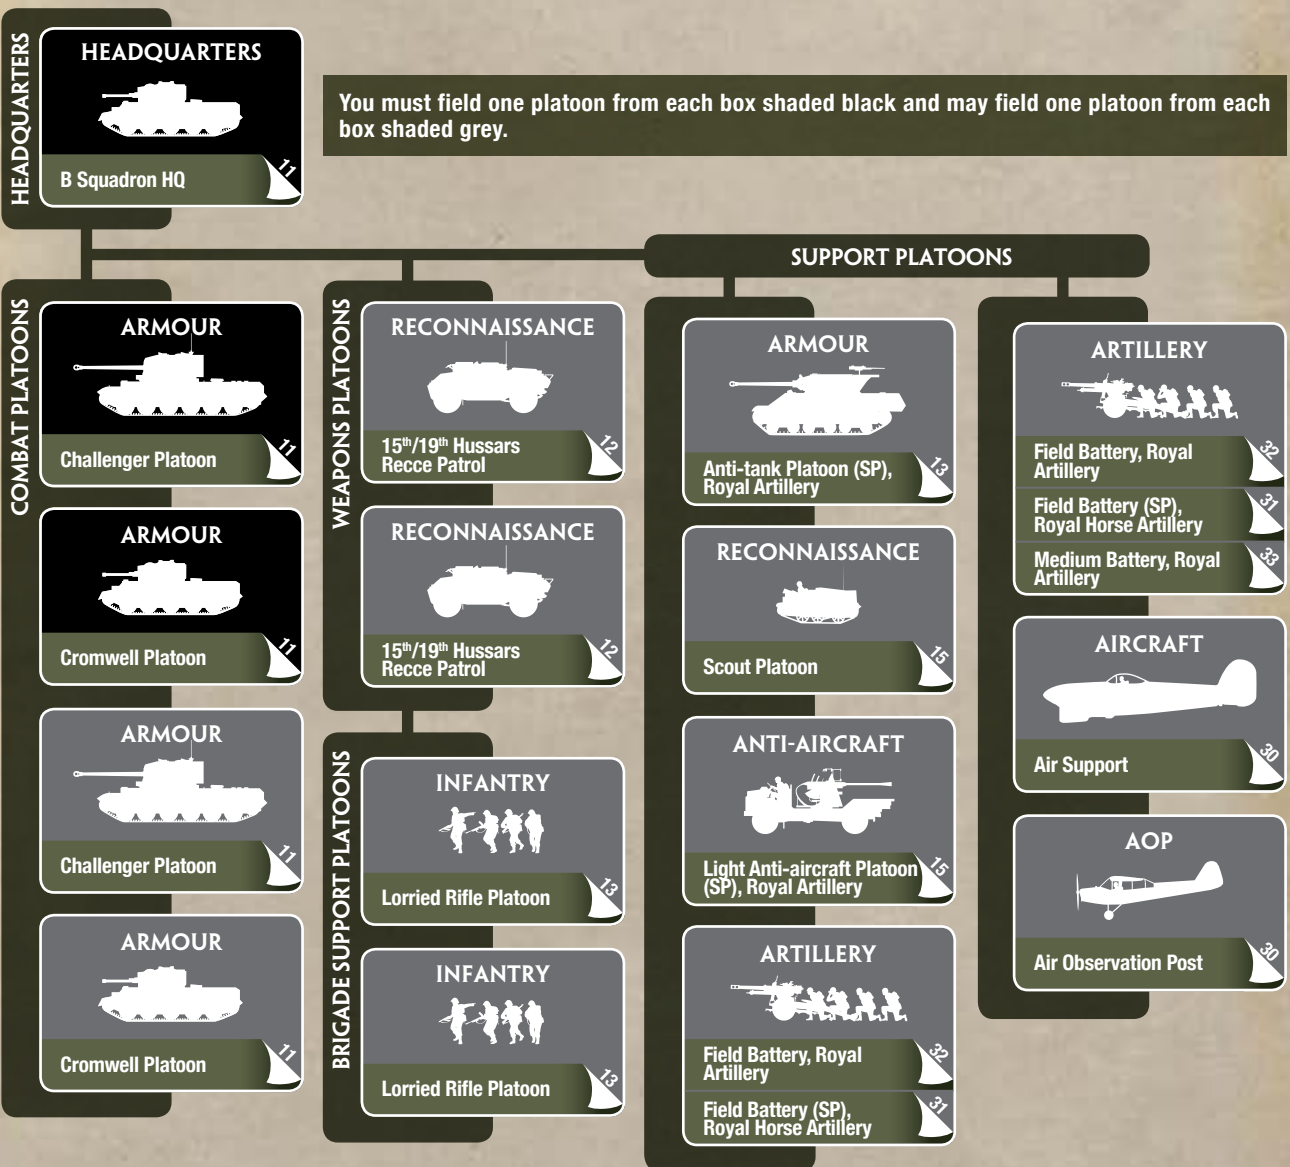 HEADQUARTERS
HEADQUARTERS
B Squadron HQ
11
You must field one platoon from each box shaded black and may field one platoon from each
box shaded grey.
COMBAT PLATOONS
ARMOUR
Challenger Platoon
11
ARMOUR
Cromwell Platoon
11
ARMOUR
Challenger Platoon
11
ARMOUR
Cromwell Platoon
11
WEAPONS PLATOONS
RECONNAISSANCE
15th/19th Hussars
Recce Patrol
12
RECONNAISSANCE
15th/19th Hussars
Recce Patrol
12
BRIGADE SUPPORT PLATOONS
INFANTRY
Lorried Rifle Platoon
13
INFANTRY
Lorried Rifle Platoon
13
SUPPORT PLATOONS
ARMOUR
Anti-tank Platoon (SP),
Royal Artillery
13
RECONNAISSANCE
Scout Platoon
15
ANTI-AIRCRAFT
Light Anti-aircraft Platoon
(SP), Royal Artillery
15
ARTILLERY
Field Battery, Royal
Artillery
32
Field Battery (SP),
Royal Horse Artillery
31
ARTILLERY
Field Battery, Royal
Artillery
32
Field Battery (SP),
Royal Horse Artillery
31
Medium Battery, Royal
Artillery
33
AIRCRAFT
Air Support
30
AOP
Air Observation Post
30